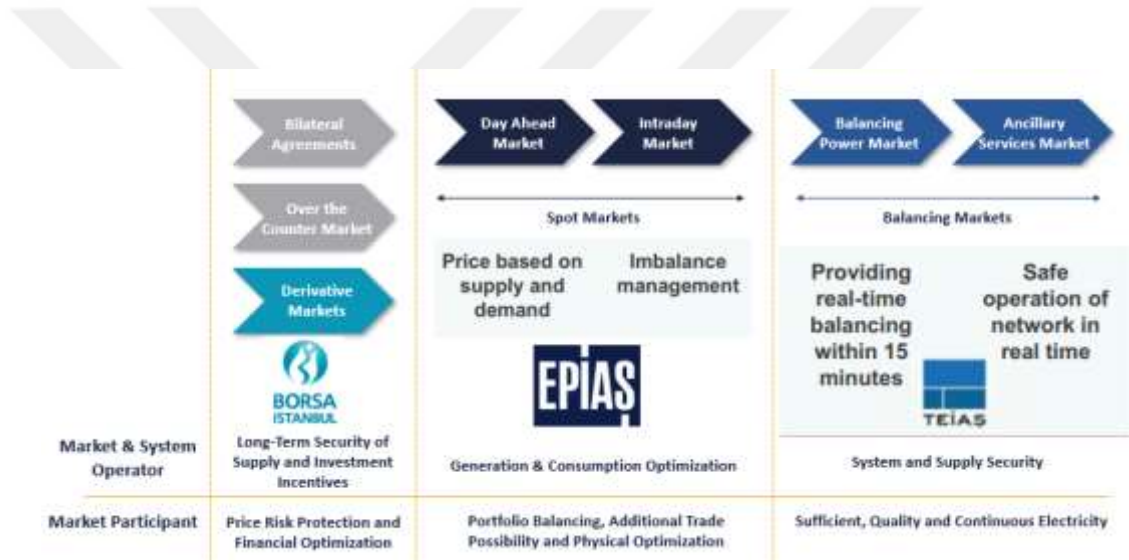 Bilateral
Agreements
Over the
Counter Market
Derivative
Markets
BORSA
İSTANBUL
Day Ahead
Market
Intraday
Market
Spot Markets
Price based on
supply and
demand
Imbalance
management
EPİAŞ
Balancing
Power Market
Ancillary
Services Market
Balancing Markets
Providing
real-time
balancing
within 15
minutes
Safe
operation of
network in
real time
TEİAŞ
Market & System
Operator
Long-Term Security of
Supply and Investment
Incentives
Generation & Consumption Optimization
System and Supply Security
Market Participant
Price Risk Protection and
Financial Optimization
Portfolio Balancing, Additional Trade
Possibility and Physical Optimization
Sufficient, Quality and Continuous Electricity